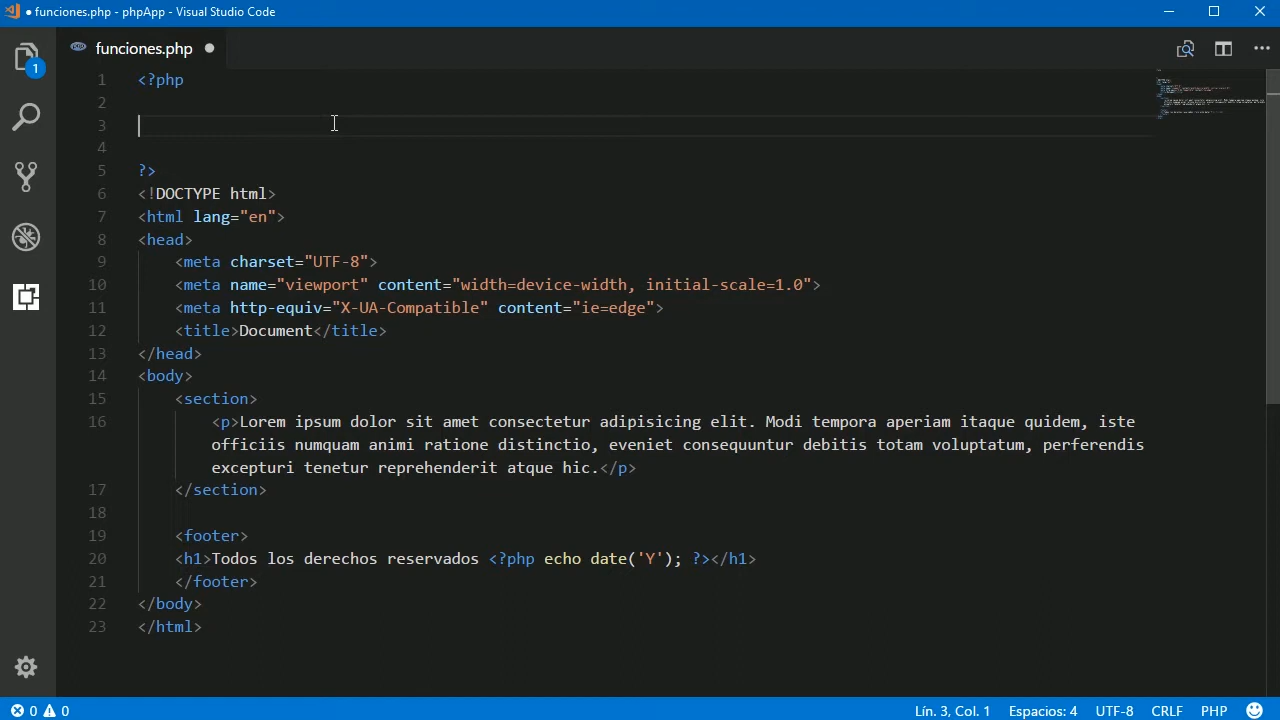 ● funciones.php - phpApp - Visual Studio Code
funciones.php ●
1
1 <?php
2
3
4
5 ?>
6 <!DOCTYPE html>
7 <html lang="en">
8 <head>
9     <meta charset="UTF-8">
10     <meta name="viewport" content="width=device-width, initial-scale=1.0">
11     <meta http-equiv="X-UA-Compatible" content="ie=edge">
12     <title>Document</title>
13 </head>
14 <body>
15     <section>
16         <p>Lorem ipsum dolor sit amet consectetur adipisicing elit. Modi tempora aperiam itaque quidem, iste
officiis numquam animi ratione distinctio, eveniet consequuntur debitis totam voluptatum, perferendis
excepturi tenetur reprehenderit atque hic.</p>
17     </section>
18
19     <footer>
20     <h1>Todos los derechos reservados <?php echo date('Y'); ?></h1>
21     </footer>
22 </body>
23 </html>
0 0 Lín. 3, Col. 1 Espacios: 4 UTF-8 CRLF PHP